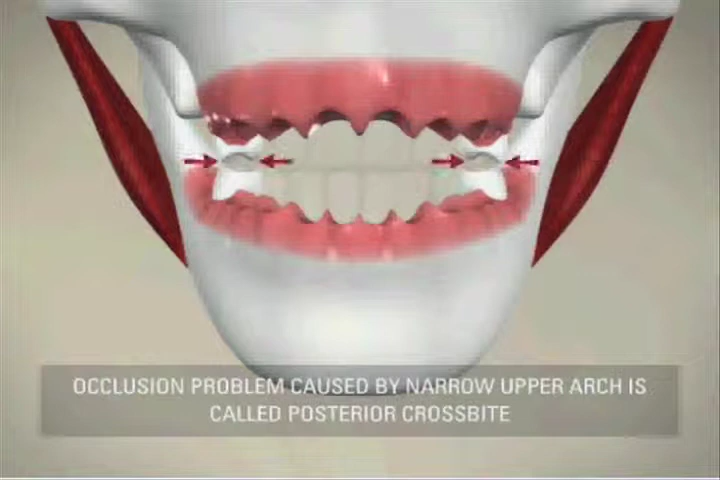 OCCLUSION PROBLEM CAUSED BY NARROW UPPER ARCH IS
CALLED POSTERIOR CROSSBITE